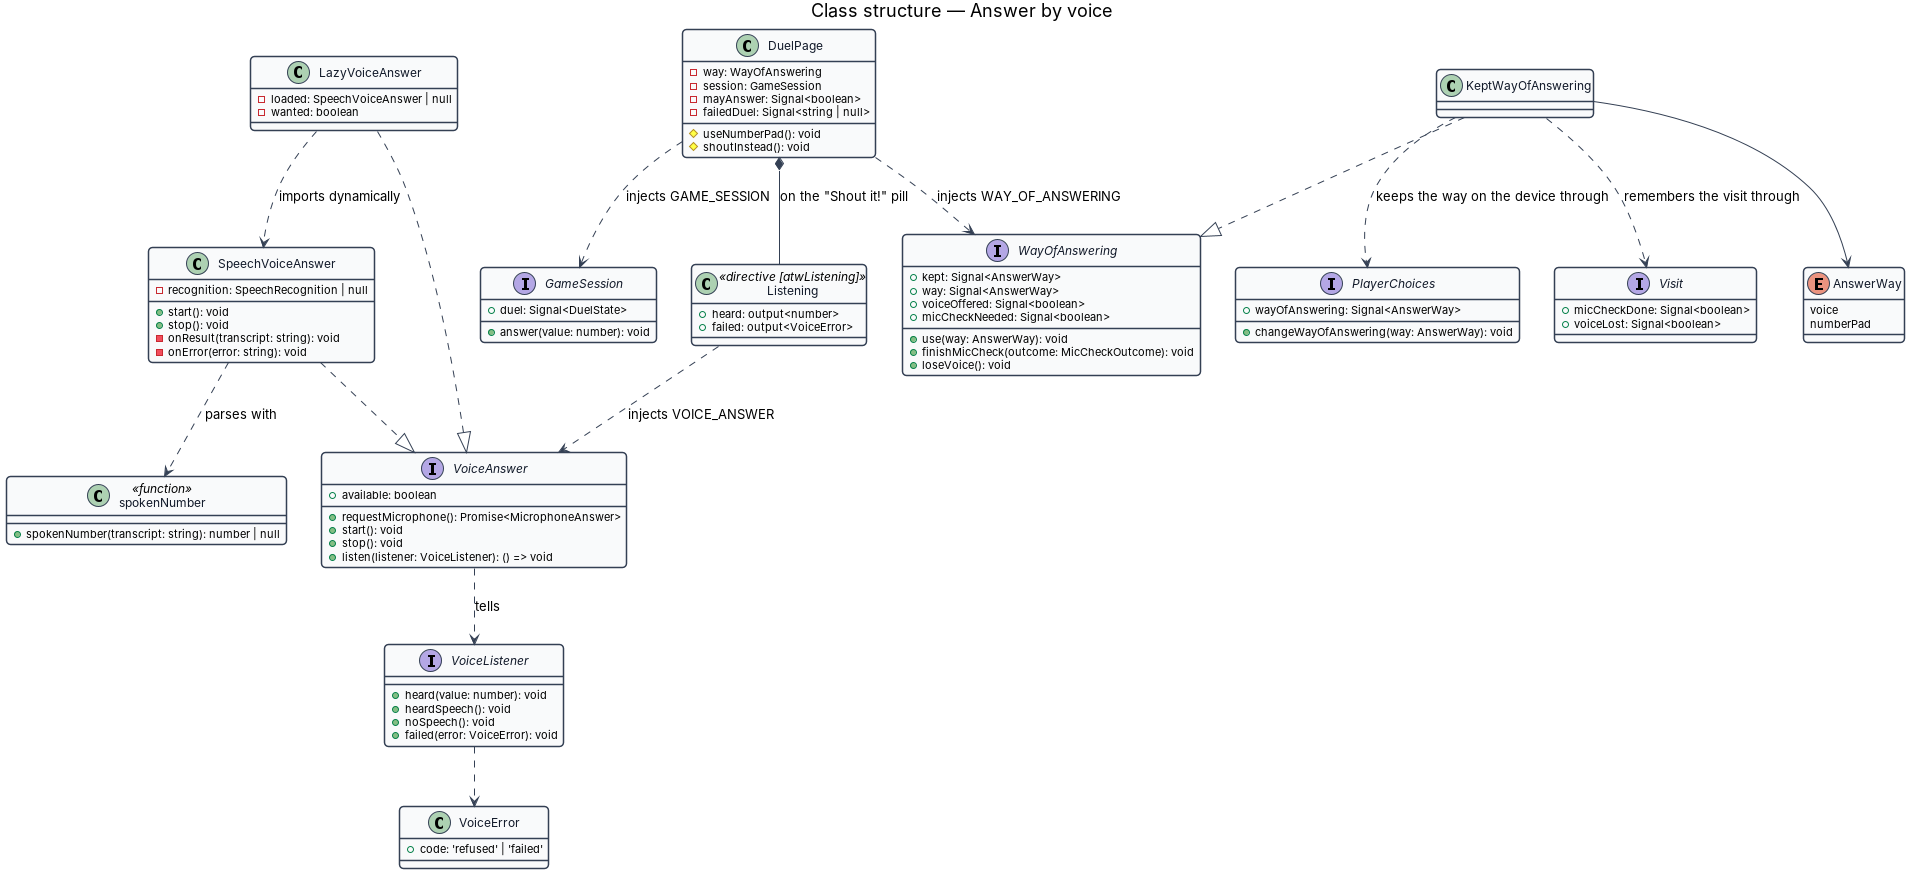 Class structure — Answer by voice
C LazyVoiceAnswer
loaded: SpeechVoiceAnswer | null
wanted: boolean
C DuelPage
way: WayOfAnswering
session: GameSession
mayAnswer: Signal<boolean>
failedDuel: Signal<string | null>
useNumberPad(): void
shoutInstead(): void
C KeptWayOfAnswering
imports dynamically
injects GAME_SESSION
on the "Shout it!" pill
injects WAY_OF_ANSWERING
keeps the way on the device through
remembers the visit through
C SpeechVoiceAnswer
recognition: SpeechRecognition | null
start(): void
stop(): void
onResult(transcript: string): void
onError(error: string): void
I GameSession
duel: Signal<DuelState>
answer(value: number): void
C «directive [atwListening]»
Listening
heard: output<number>
failed: output<VoiceError>
I WayOfAnswering
kept: Signal<AnswerWay>
way: Signal<AnswerWay>
voiceOffered: Signal<boolean>
micCheckNeeded: Signal<boolean>
use(way: AnswerWay): void
finishMicCheck(outcome: MicCheckOutcome): void
loseVoice(): void
I PlayerChoices
wayOfAnswering: Signal<AnswerWay>
changeWayOfAnswering(way: AnswerWay): void
I Visit
micCheckDone: Signal<boolean>
voiceLost: Signal<boolean>
E AnswerWay
voice
numberPad
parses with
injects VOICE_ANSWER
C «function»
spokenNumber
spokenNumber(transcript: string): number | null
I VoiceAnswer
available: boolean
requestMicrophone(): Promise<MicrophoneAnswer>
start(): void
stop(): void
listen(listener: VoiceListener): () => void
tells
I VoiceListener
heard(value: number): void
heardSpeech(): void
noSpeech(): void
failed(error: VoiceError): void
C VoiceError
code: 'refused' | 'failed'